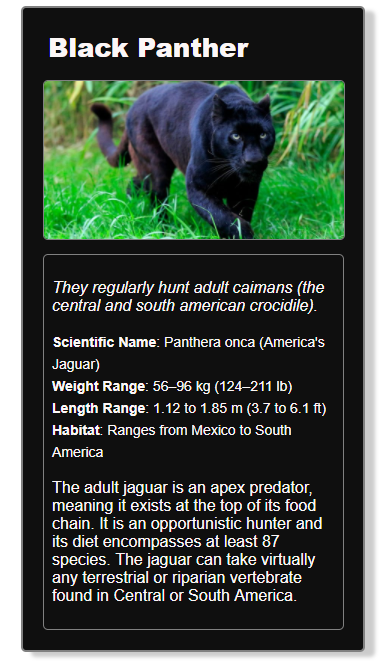 Black Panther
They regularly hunt adult caimans (the
central and south american crocidile).
Scientific Name: Panthera onca (America's
Jaguar)
Weight Range: 56–96 kg (124–211 lb)
Length Range: 1.12 to 1.85 m (3.7 to 6.1 ft)
Habitat: Ranges from Mexico to South
America
The adult jaguar is an apex predator,
meaning it exists at the top of its food
chain. It is an opportunistic hunter and
its diet encompasses at least 87
species. The jaguar can take virtually
any terrestrial or riparian vertebrate
found in Central or South America.